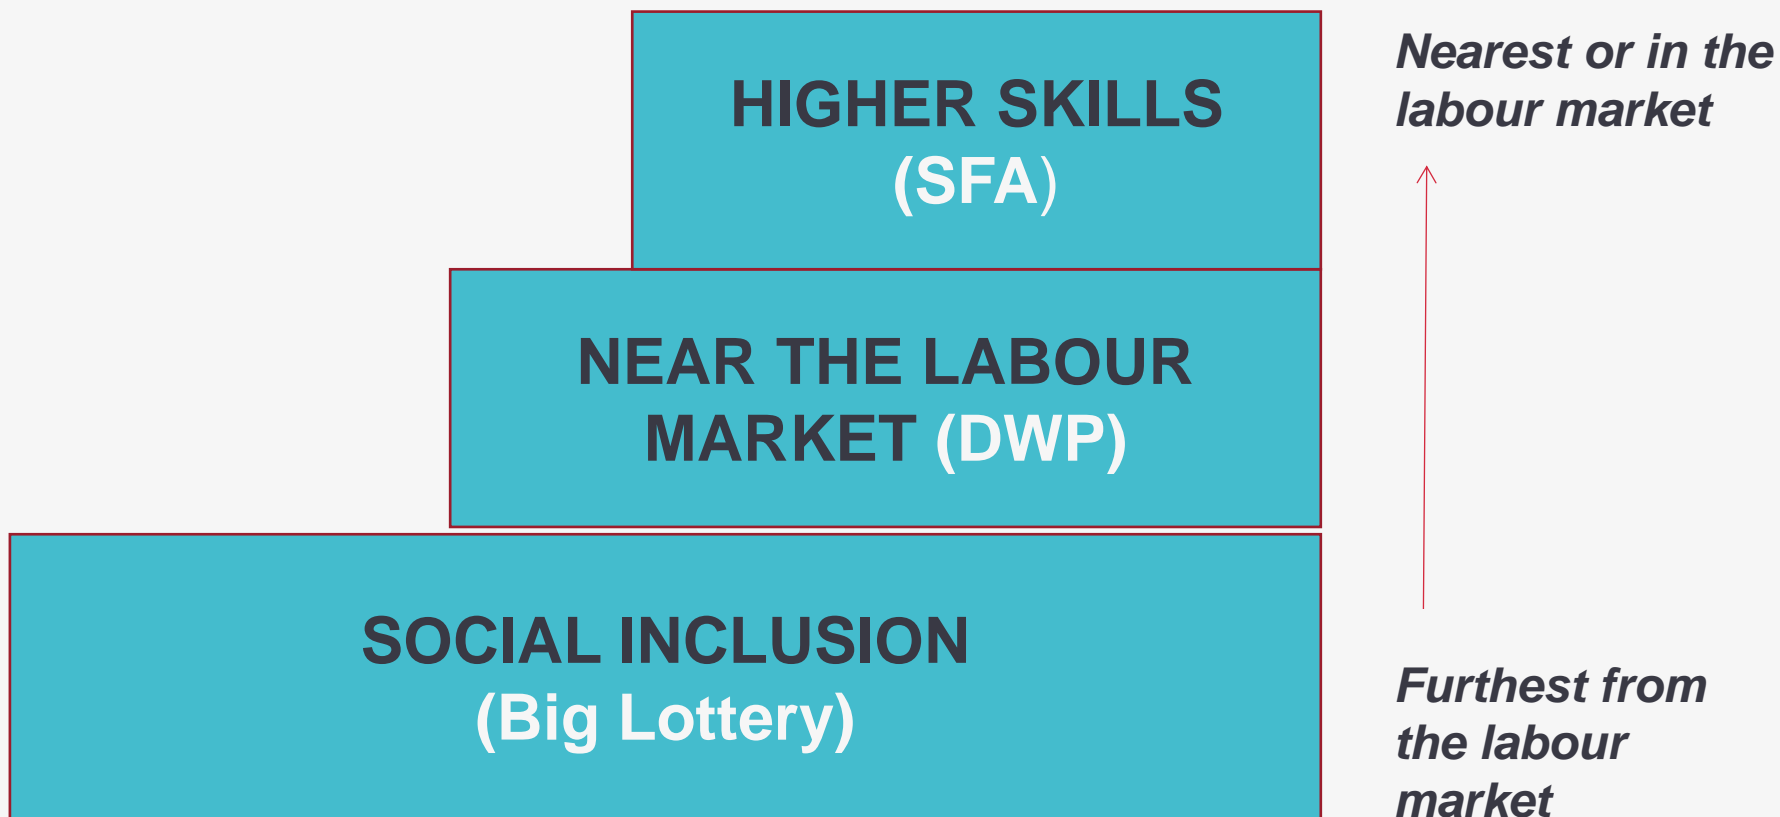 HIGHER SKILLS
(SFA)
Nearest or in the
labour market
NEAR THE LABOUR
MARKET (DWP)
SOCIAL INCLUSION
(Big Lottery)
Furthest from
the labour
market